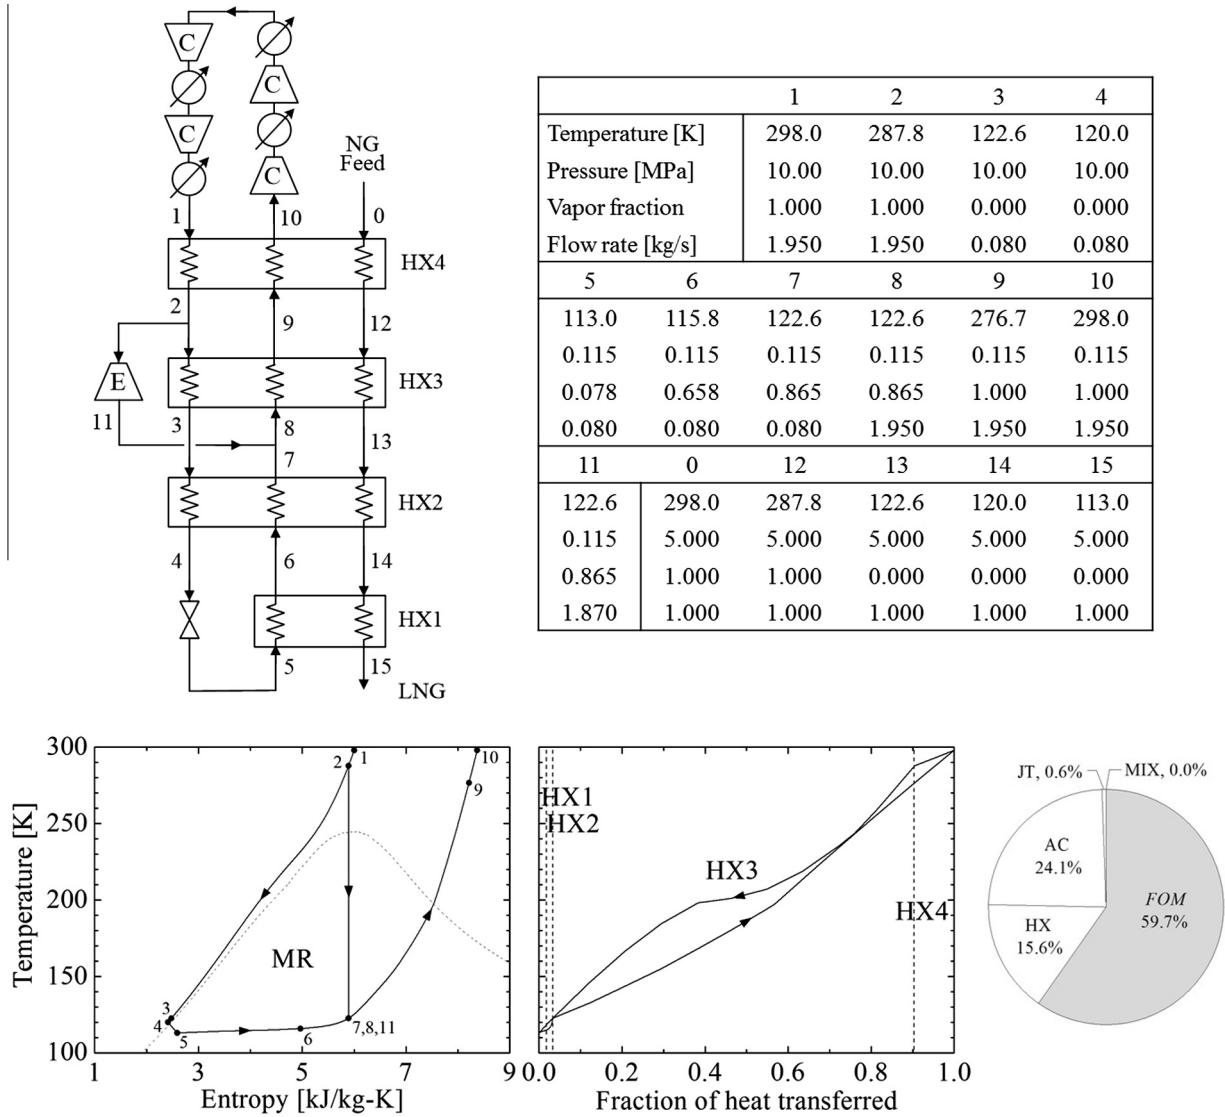 C
C
C
C
C
NG
Feed
1
10
0
HX4
2
9
12
E
HX3
11
3
8
13
7
HX2
4
6
14
HX1
5
15
LNG
1 2 3 4
Temperature [K] 298.0 287.8 122.6 120.0
Pressure [MPa] 10.00 10.00 10.00 10.00
Vapor fraction 1.000 1.000 0.000 0.000
Flow rate [kg/s] 1.950 1.950 0.080 0.080
5 6 7 8 9 10
113.0 115.8 122.6 122.6 276.7 298.0
0.115 0.115 0.115 0.115 0.115 0.115
0.078 0.658 0.865 0.865 1.000 1.000
0.080 0.080 0.080 1.950 1.950 1.950
11 0 12 13 14 15
122.6 298.0 287.8 122.6 120.0 113.0
0.115 5.000 5.000 5.000 5.000 5.000
0.865 1.000 1.000 0.000 0.000 0.000
1.870 1.000 1.000 1.000 1.000 1.000
300
250
200
150
100
Temperature [K]
1
2
10
9
MR
3
4
5
6
7,8,11
1 3 5 7 9
Entropy [kJ/kg-K]
HX1
HX2
HX3
HX4
0.0 0.2 0.4 0.6 0.8 1.0
Fraction of heat transferred
JT, 0.6%
MIX, 0.0%
AC
24.1%
FOM
59.7%
HX
15.6%